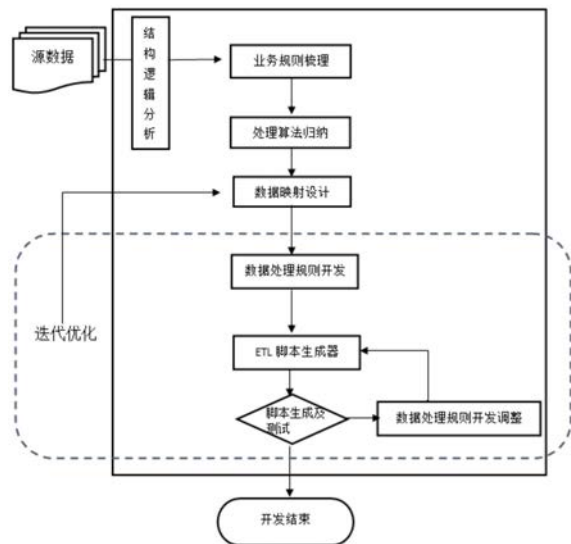 源数据
结构逻辑分析
业务规则梳理
处理算法归纳
数据映射设计
数据处理规则开发
迭代优化
ETL 脚本生成器
脚本生成及
测试
数据处理规则开发调整
开发结束